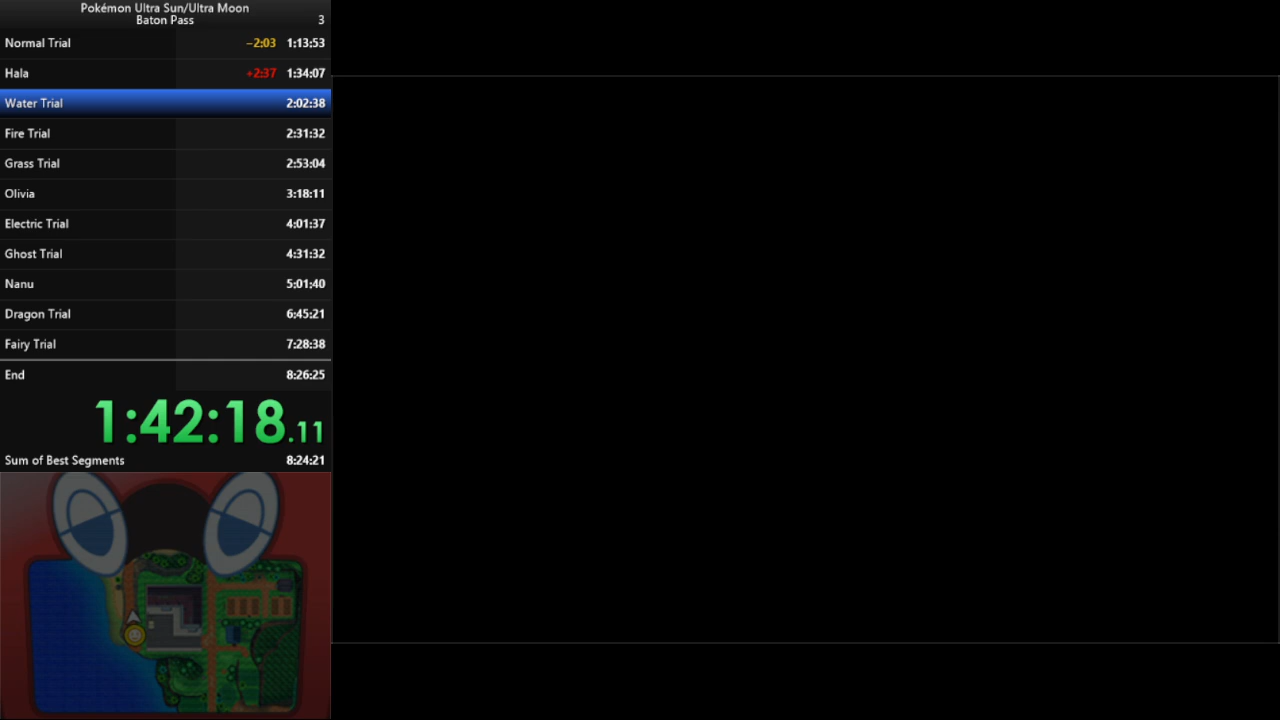 Pokémon Ultra Sun/Ultra Moon
Baton Pass 3
Normal Trial −2:03 1:13:53
Hala +2:37 1:34:07
Water Trial 2:02:38
Fire Trial 2:31:32
Grass Trial 2:53:04
Olivia 3:18:11
Electric Trial 4:01:37
Ghost Trial 4:31:32
Nanu 5:01:40
Dragon Trial 6:45:21
Fairy Trial 7:28:38
End 8:26:25
1:42:18.11
Sum of Best Segments 8:24:21